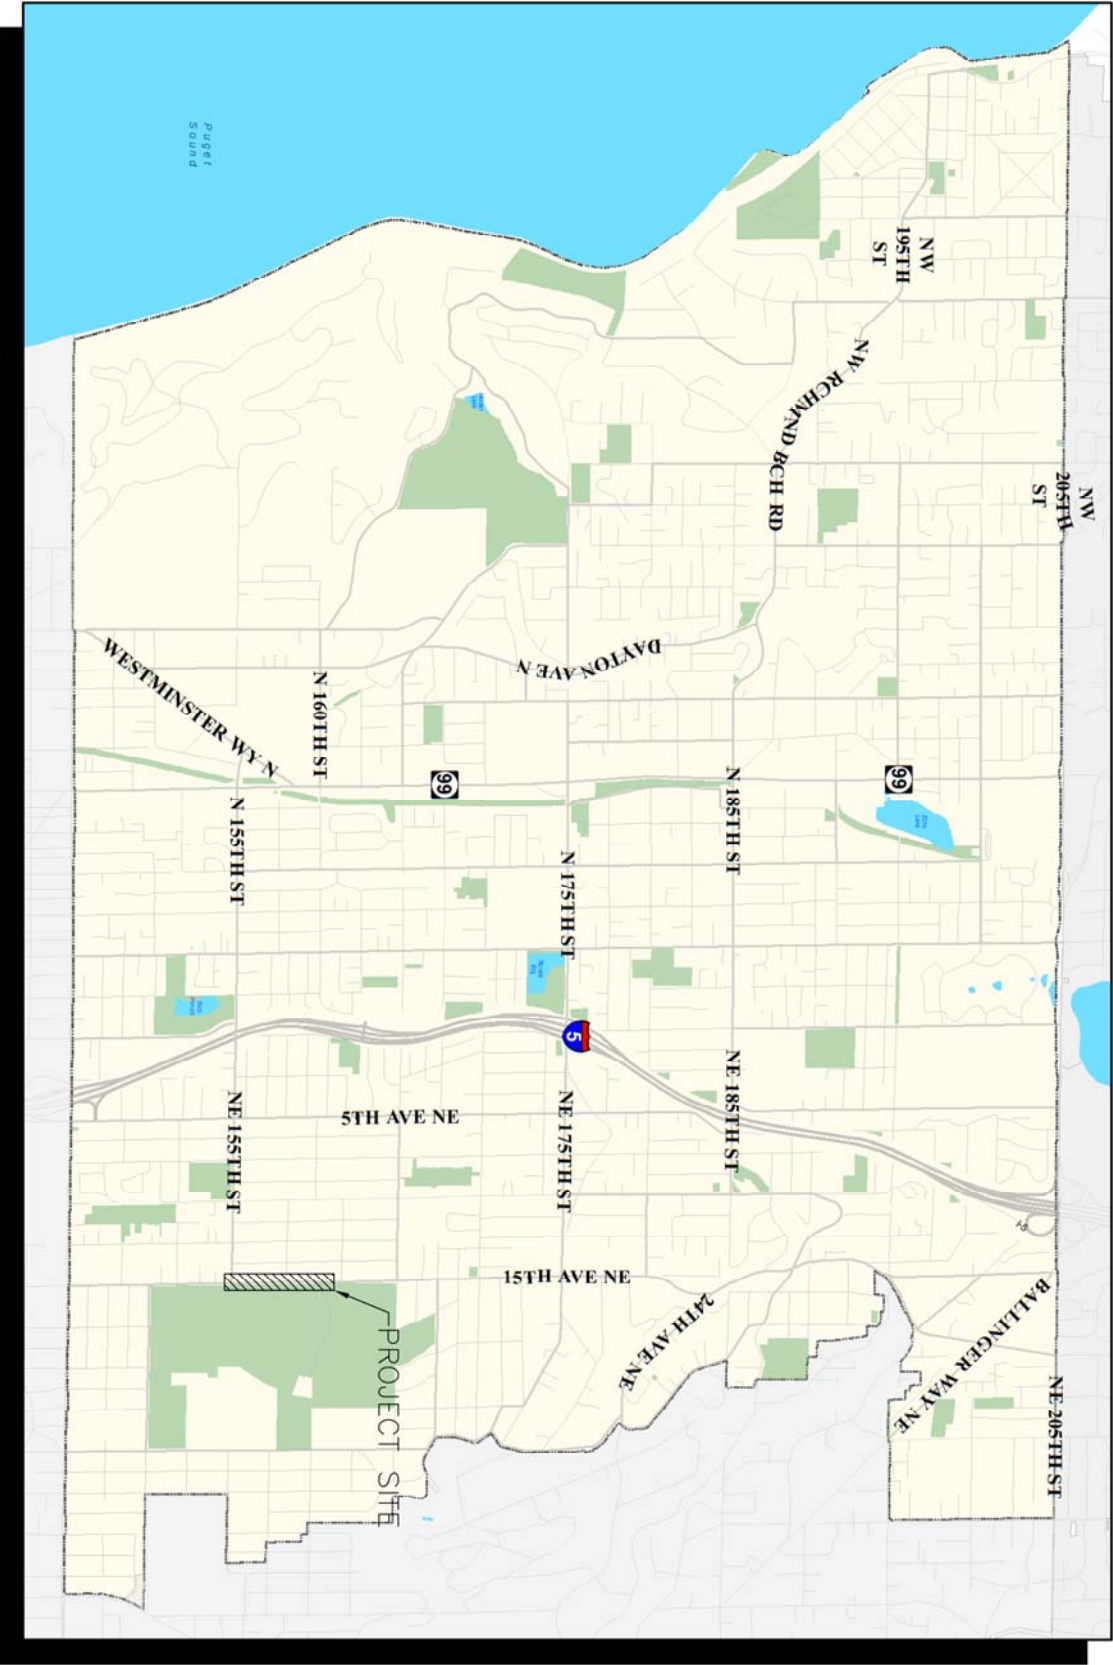 Puget
Sound
NW
195TH
ST
NW RCHMND BCH RD
NW
205TH
ST
DAYTON AVE N
WESTMINSTER WY N
N 160TH ST
99
99
N 185TH ST
N 155TH ST
N 175TH ST
5
NE 185TH ST
5TH AVE NE
NE 155TH ST
NE 175TH ST
15TH AVE NE
24TH AVE NE
BALLINGER WAY NE
NE 205TH ST
PROJECT SITE